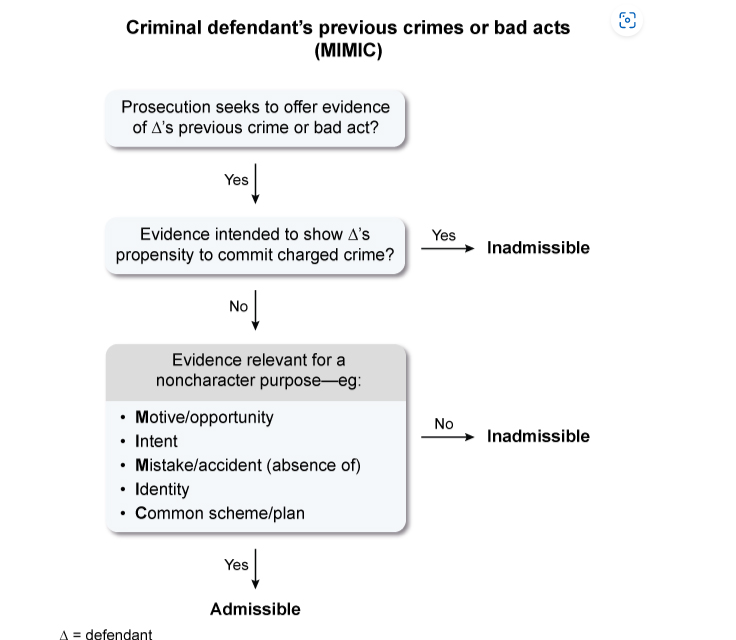 Criminal defendant’s previous crimes or bad acts
(MIMIC)
Prosecution seeks to offer evidence
of Δ’s previous crime or bad act?
Yes
Evidence intended to show Δ’s
propensity to commit charged crime?
Yes
Inadmissible
No
Evidence relevant for a
noncharacter purpose—eg:
• Motive/opportunity
• Intent
• Mistake/accident (absence of)
• Identity
• Common scheme/plan
No
Inadmissible
Yes
Admissible
Δ = defendant